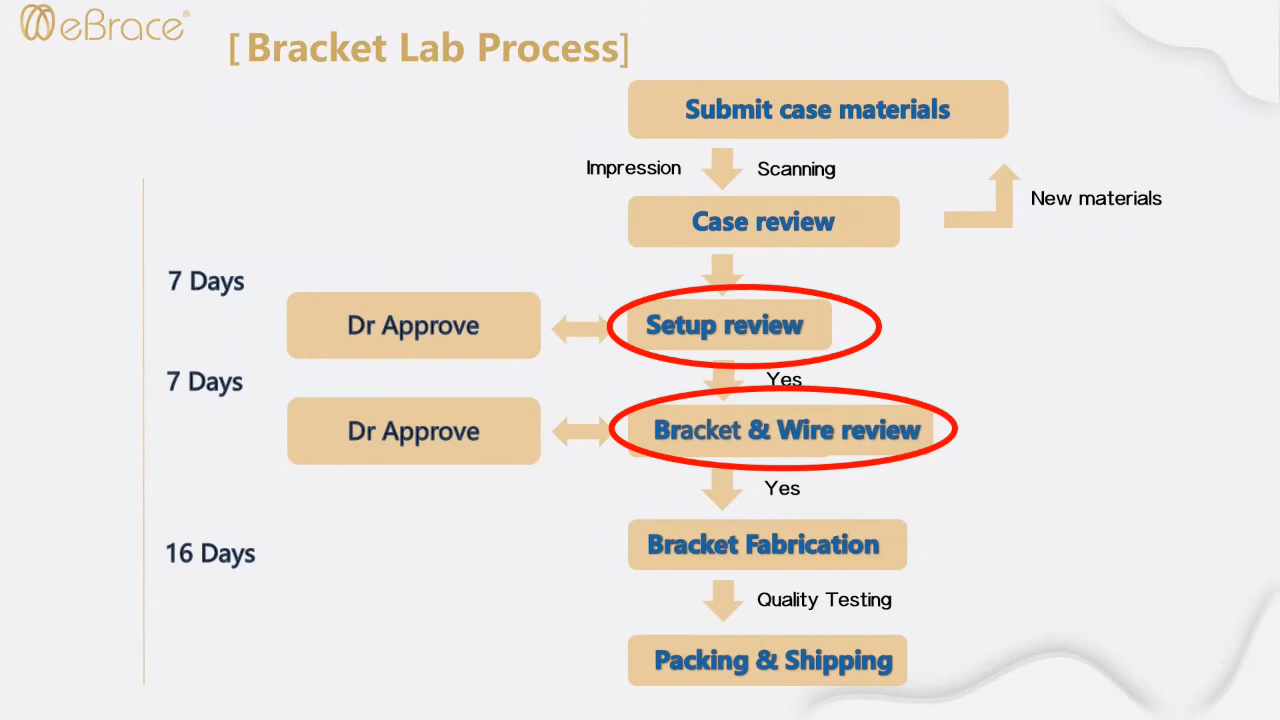 eBrace®
[Bracket Lab Process]
Submit case materials
Impression
Scanning
New materials
Case review
7 Days
Dr Approve
Setup review
7 Days
Yes
Dr Approve
Bracket & Wire review
Yes
16 Days
Bracket Fabrication
Quality Testing
Packing & Shipping